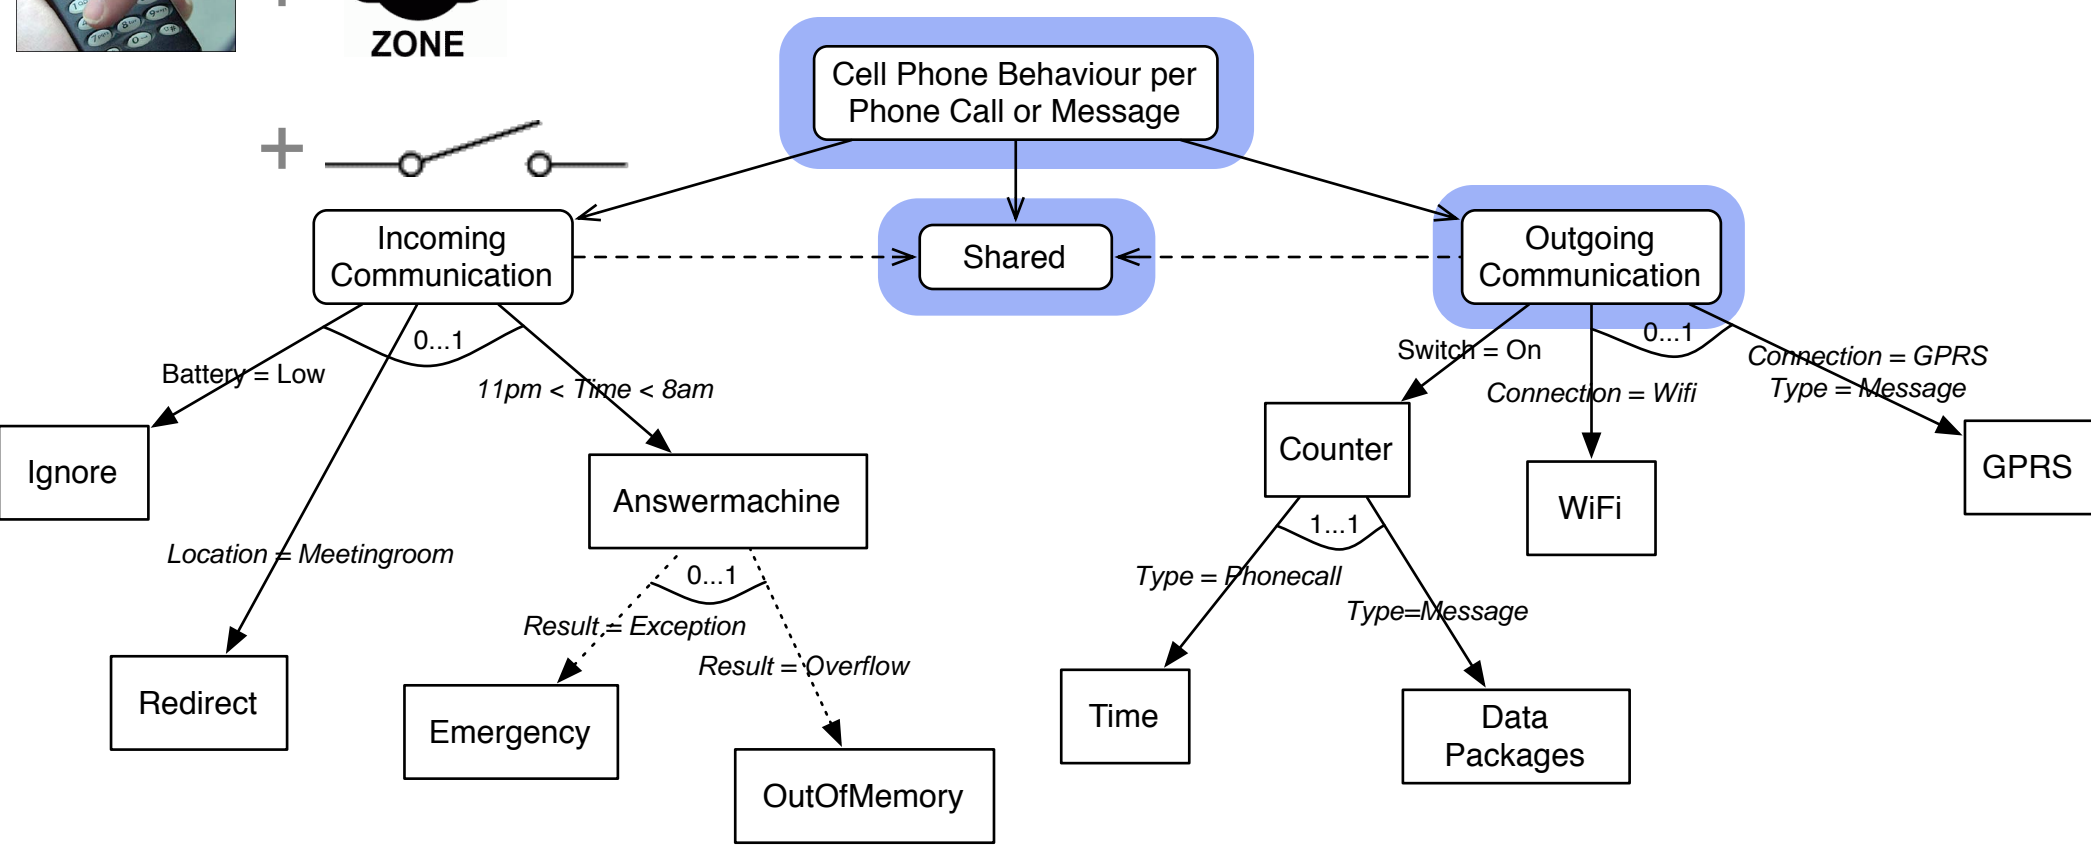 ZONE
Cell Phone Behaviour per
Phone Call or Message
Incoming
Communication
Shared
Outgoing
Communication
0...1
0...1
Battery = Low
11pm < Time < 8am
Switch = On
Connection = Wifi
Connection = GPRS
Type = Message
Ignore
Answermachine
Counter
WiFi
GPRS
Location = Meetingroom
0...1
1...1
Result = Exception
Result = Overflow
Type = Phonecall
Type=Message
Redirect
Emergency
OutOfMemory
Time
Data
Packages